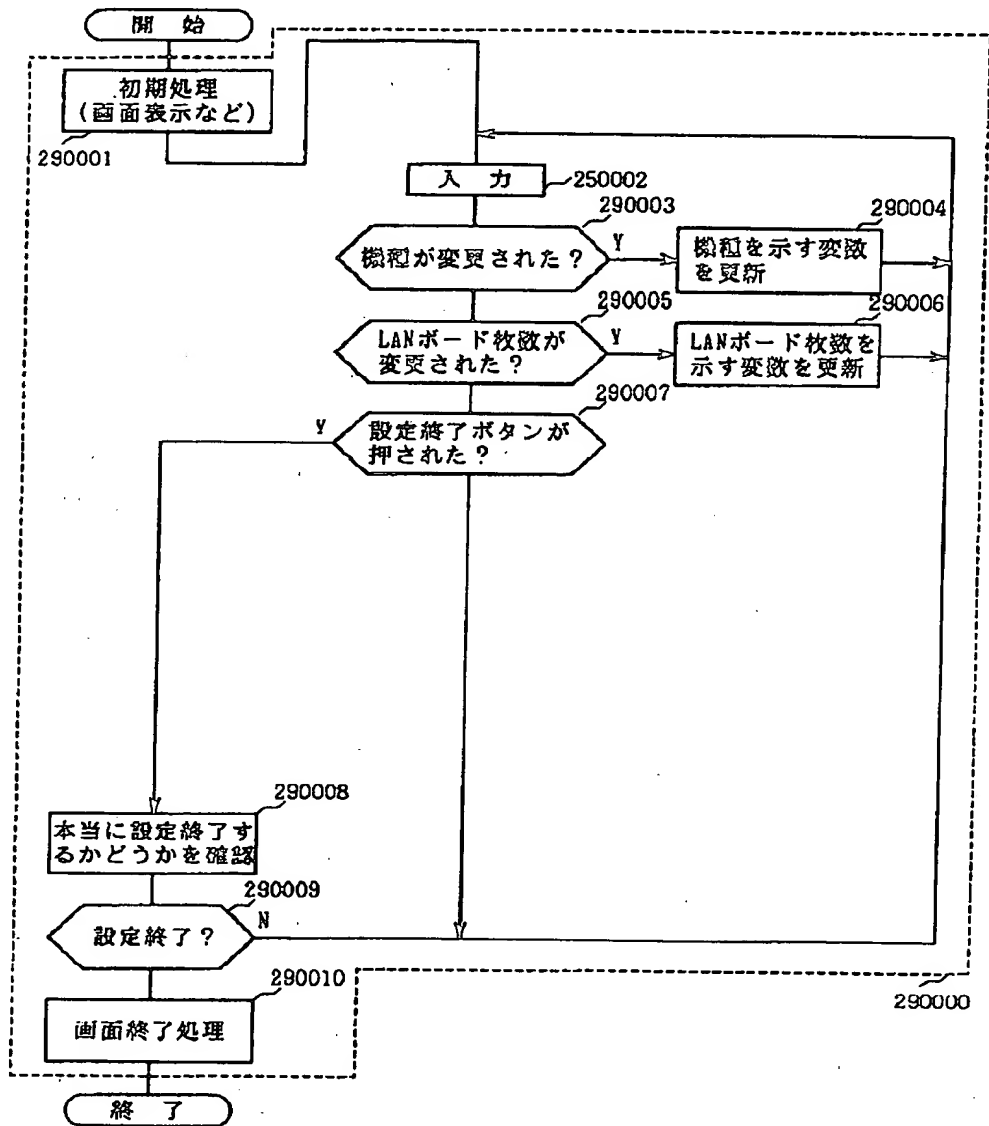 開 始
初期処理
(画面表示など)
290001
入 力
250002
290003
機種が変更された?
Y
290004
機種を示す変数
を更新
290005
LANボード枚数が
変更された?
Y
290006
LANボード枚数を
示す変数を更新
290007
設定終了ボタンが
押された?
Y
290008
本当に設定終了す
るかどうかを確認
290009
設定終了?
N
290010
画面終了処理
290000
終 了